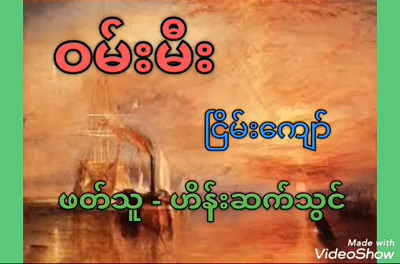 ဝမ်းမီး
ငြိမ်းကျော်
ဖတ်သူ - ဟိန်းဆက်သွင်
Made with
VideoShow